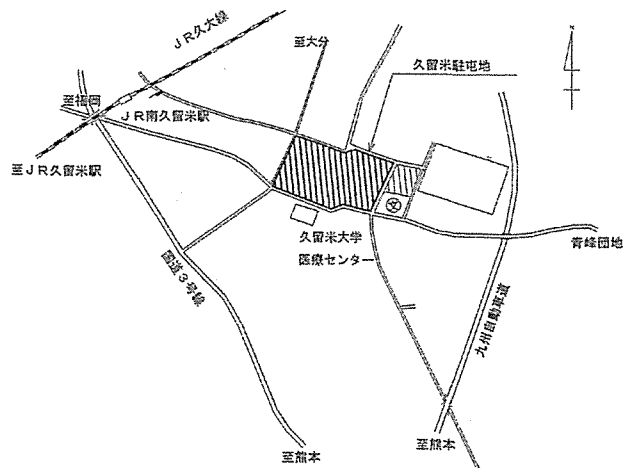 JR久大線
至大分
久留米駐屯地
N
至福岡
JR南久留米駅
至JR久留米駅
久留米大学
医療センター
青峰団地
国道3号線
九州自動車道
至熊本
至熊本